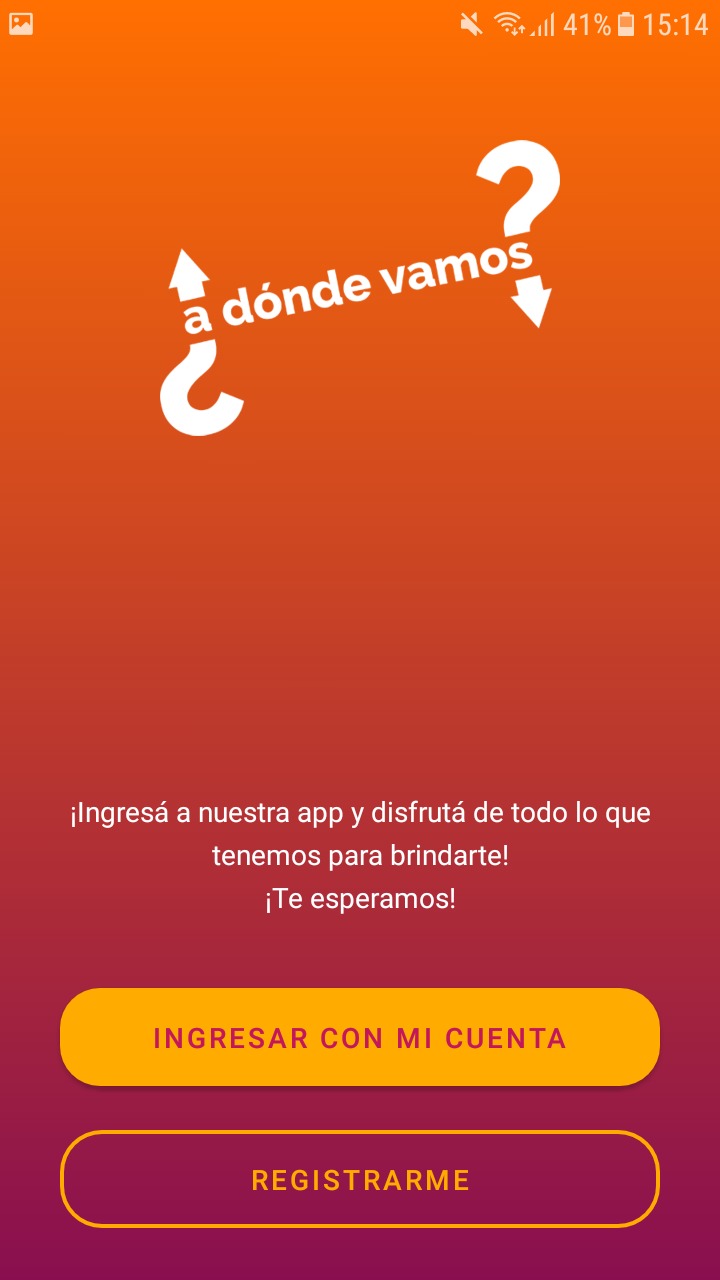 41% 15:14
¿a dónde vamos?
¡Ingresá a nuestra app y disfrutá de todo lo que
tenemos para brindarte!
¡Te esperamos!
INGRESAR CON MI CUENTA
REGISTRARME